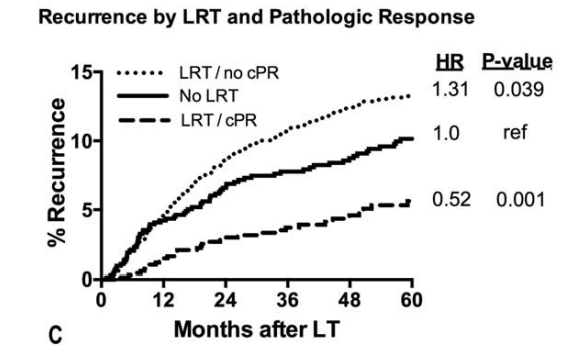 Recurrence by LRT and Pathologic Response
HR P-value
15
LRT / no cPR
1.31 0.039
No LRT
LRT / cPR
10
1.0 ref
% Recurrence
5
0.52 0.001
0
0 12 24 36 48 60
C Months after LT